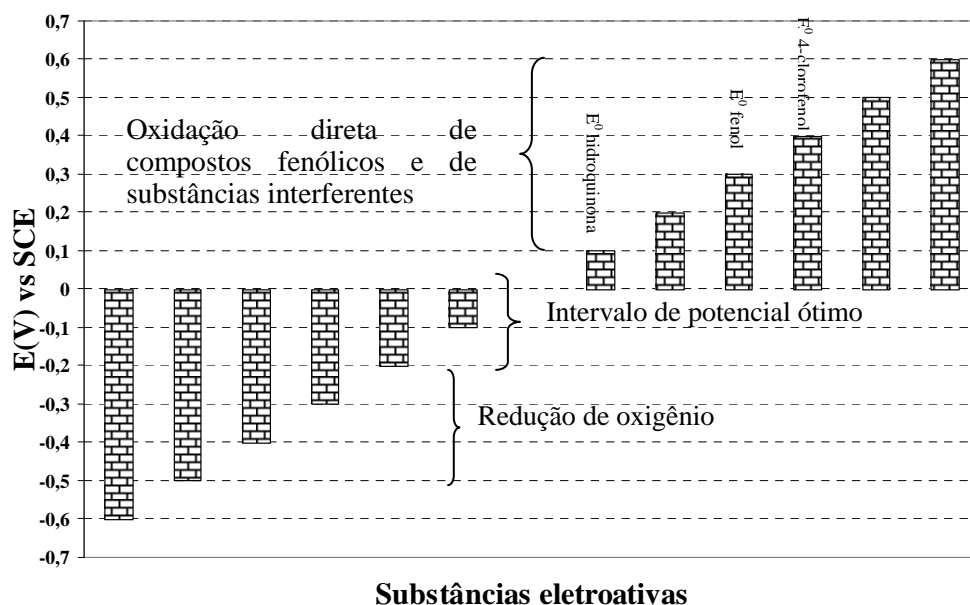 0,7
0,6
0,5
0,4
0,3
0,2
0,1
0
-0,1
-0,2
-0,3
-0,4
-0,5
-0,6
-0,7
E(V) vs SCE
Oxidação direta de
compostos fenólicos e de
substâncias interferentes
E⁰ hidroquinona
E⁰ fenol
E⁰ 4-clorofenol
Intervalo de potencial ótimo
Redução de oxigênio
Substâncias eletroativas